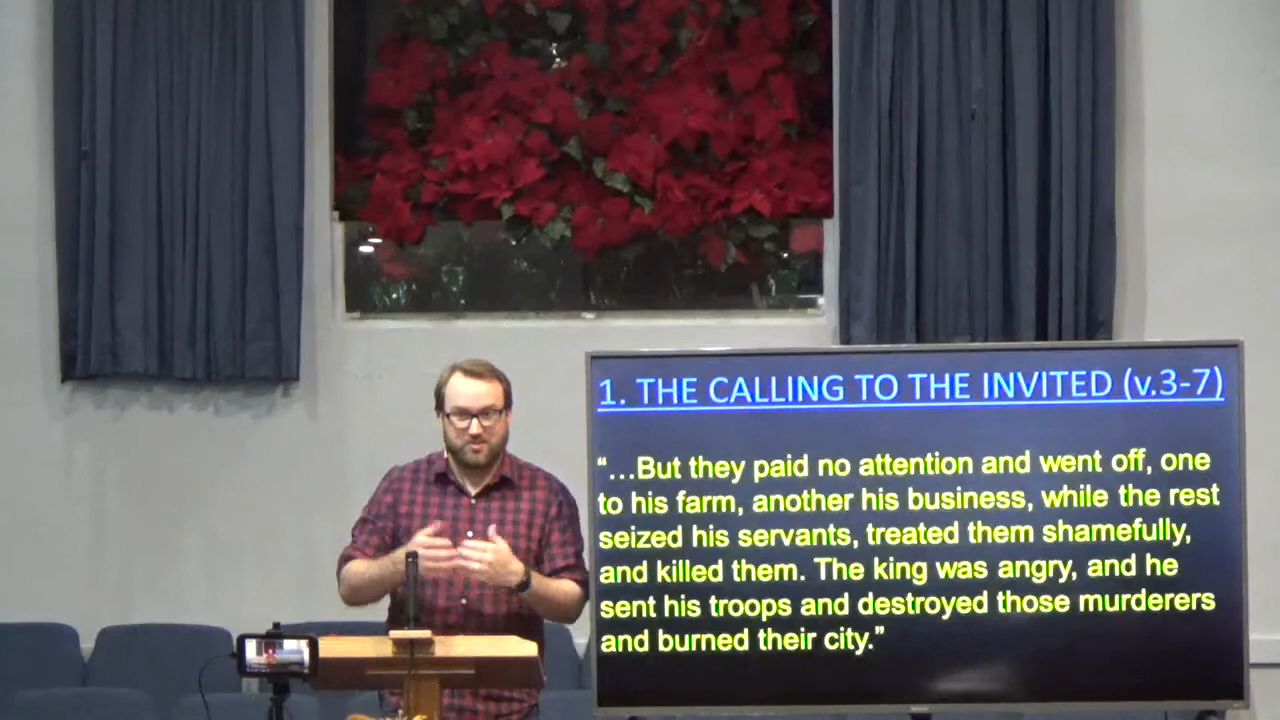 1. THE CALLING TO THE INVITED (v.3-7)
“…But they paid no attention and went off, one
to his farm, another his business, while the rest
seized his servants, treated them shamefully,
and killed them. The king was angry, and he
sent his troops and destroyed those murderers
and burned their city.”